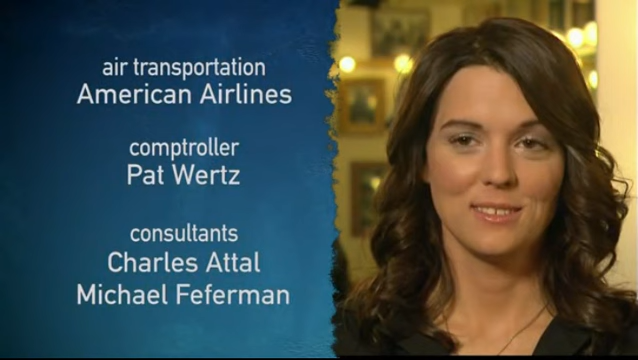 air transportation
American Airlines
comptroller
Pat Wertz
consultants
Charles Attal
Michael Feferman